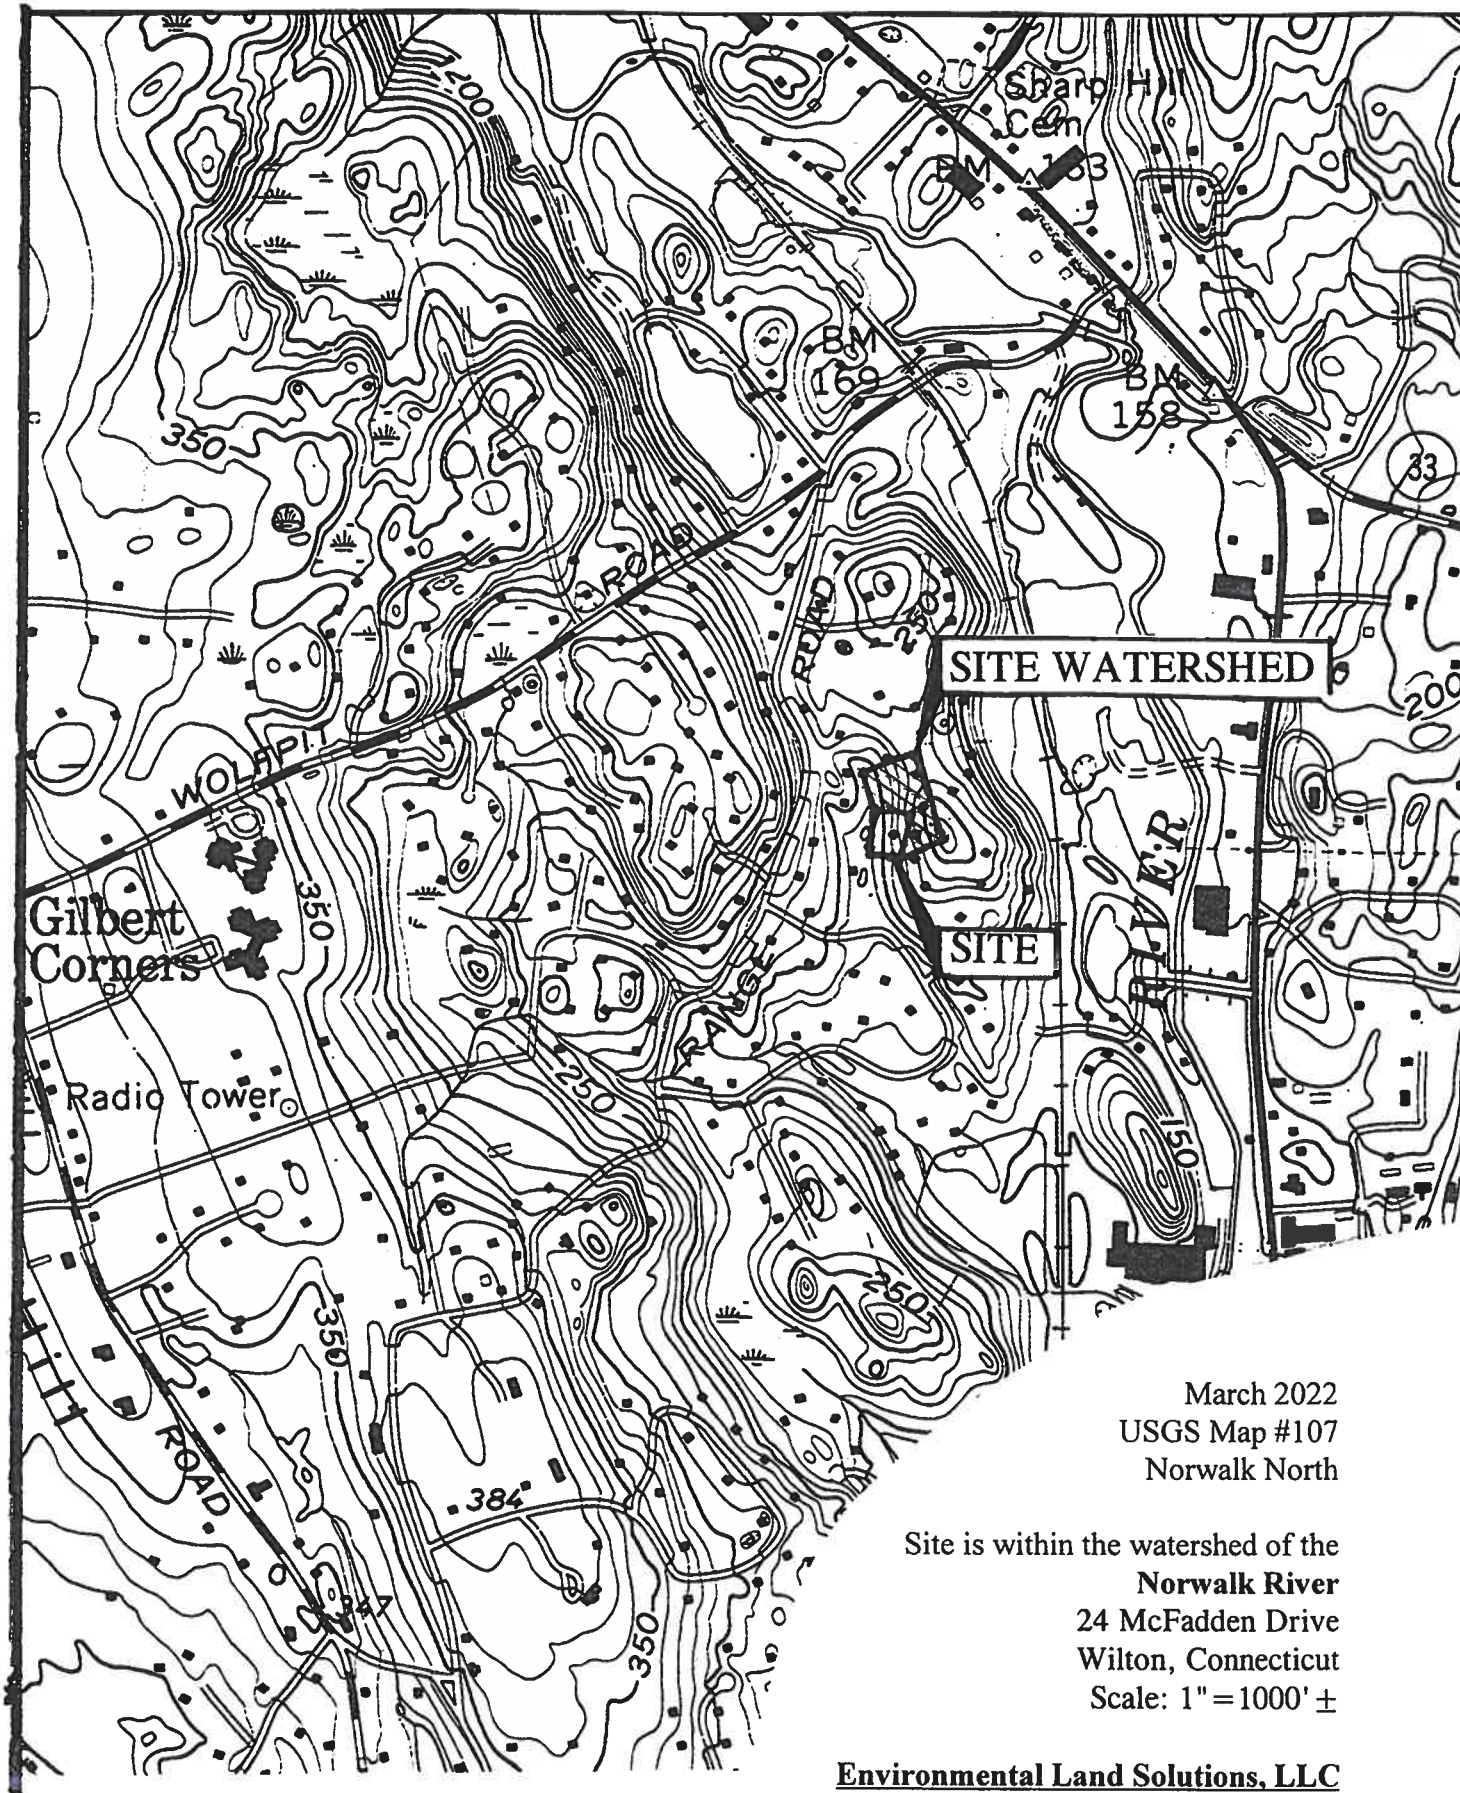 200
Sharp Hill
Cem
BM 163
BM
169
BM
158
350
33
ROAD
ROAD
250
SITE WATERSHED
200
WOLFPIT
RIVER
350
Gilbert
Corners
SITE
RANGE
Radio Tower
250
150
250
350
ROAD
384
347
350
March 2022
USGS Map #107
Norwalk North
Site is within the watershed of the
Norwalk River
24 McFadden Drive
Wilton, Connecticut
Scale: 1"=1000' ±
Environmental Land Solutions, LLC